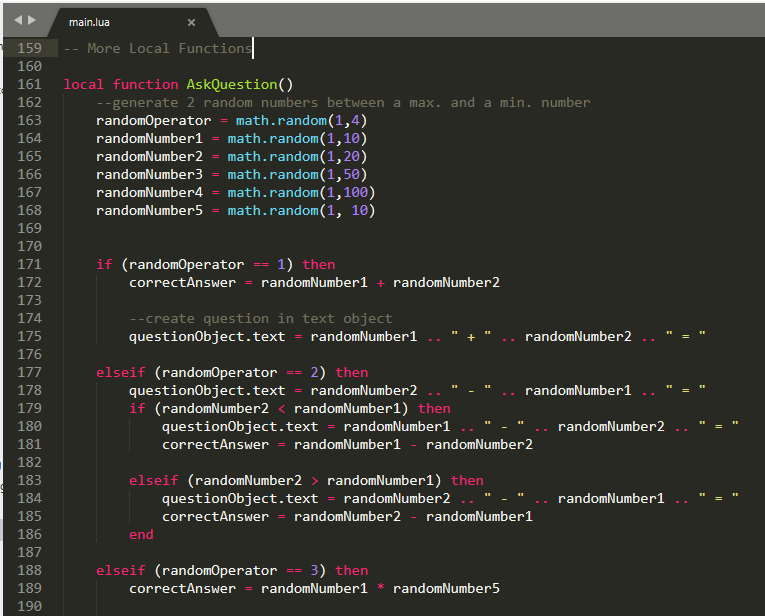 main.lua
159 -- More Local Functions
160
161 local function AskQuestion()
162     --generate 2 random numbers between a max. and a min. number
163     randomOperator = math.random(1,4)
164     randomNumber1 = math.random(1,10)
165     randomNumber2 = math.random(1,20)
166     randomNumber3 = math.random(1,50)
167     randomNumber4 = math.random(1,100)
168     randomNumber5 = math.random(1, 10)
169
170
171     if (randomOperator == 1) then
172         correctAnswer = randomNumber1 + randomNumber2
173
174         --create question in text object
175         questionObject.text = randomNumber1 .. " + " .. randomNumber2 .. " = "
176
177     elseif (randomOperator == 2) then
178         questionObject.text = randomNumber2 .. " - " .. randomNumber1 .. " = "
179         if (randomNumber2 < randomNumber1) then
180             questionObject.text = randomNumber1 .. " - " .. randomNumber2 .. " = "
181             correctAnswer = randomNumber1 - randomNumber2
182
183         elseif (randomNumber2 > randomNumber1) then
184             questionObject.text = randomNumber2 .. " - " .. randomNumber1 .. " = "
185             correctAnswer = randomNumber2 - randomNumber1
186         end
187
188     elseif (randomOperator == 3) then
189         correctAnswer = randomNumber1 * randomNumber5
190